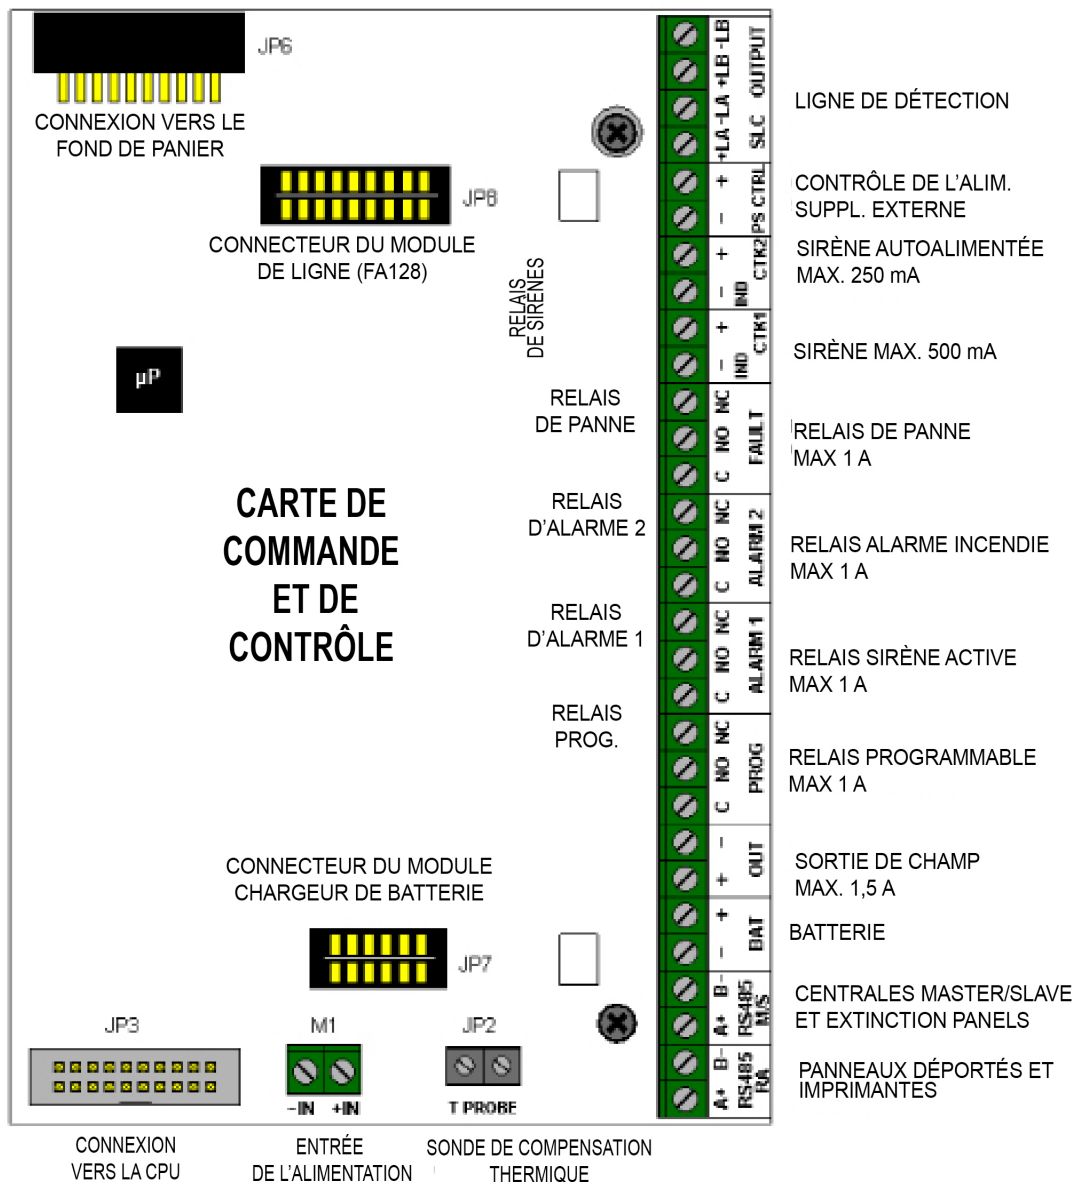 JP6
CONNEXION VERS LE
FOND DE PANIER
JP8
CONNECTEUR DU MODULE
DE LIGNE (FA128)
RELAIS
DE SIRÈNES
µP
RELAIS
DE PANNE
CARTE DE
COMMANDE
ET DE
CONTRÔLE
RELAIS
D'ALARME 2
RELAIS
D'ALARME 1
RELAIS
PROG.
CONNECTEUR DU MODULE
CHARGEUR DE BATTERIE
JP7
JP3
M1
JP2
-IN +IN
T PROBE
CONNEXION
VERS LA CPU
ENTRÉE
DE L'ALIMENTATION
SONDE DE COMPENSATION
THERMIQUE
+LA -LA +LB -LB
SLC OUTPUT
LIGNE DE DÉTECTION
- +
PS CTRL
CONTRÔLE DE L'ALIM.
SUPPL. EXTERNE
- +
IND CTK2
SIRÈNE AUTOALIMENTÉE
MAX. 250 mA
- +
IND CTK1
SIRÈNE MAX. 500 mA
C NO NC
FAULT
RELAIS DE PANNE
MAX 1 A
C NO NC
ALARM 2
RELAIS ALARME INCENDIE
MAX 1 A
C NO NC
ALARM 1
RELAIS SIRÈNE ACTIVE
MAX 1 A
C NO NC
PROG
RELAIS PROGRAMMABLE
MAX 1 A
+ -
OUT
SORTIE DE CHAMP
MAX. 1,5 A
- +
BAT
BATTERIE
A+ B-
RS485
M/S
CENTRALES MASTER/SLAVE
ET EXTINCTION PANELS
A+ B-
RS485
RA
PANNEAUX DÉPORTÉS ET
IMPRIMANTES